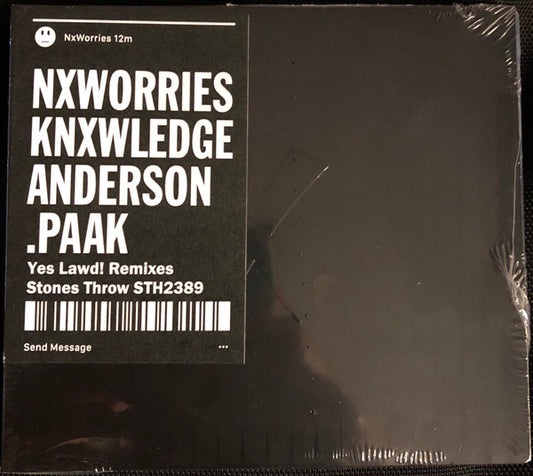 NxWorries 12m
NXWORRIES
KNXWLEDGE
ANDERSON
.PAAK
Yes Lawd! Remixes
Stones Throw STH2389
Send Message ...